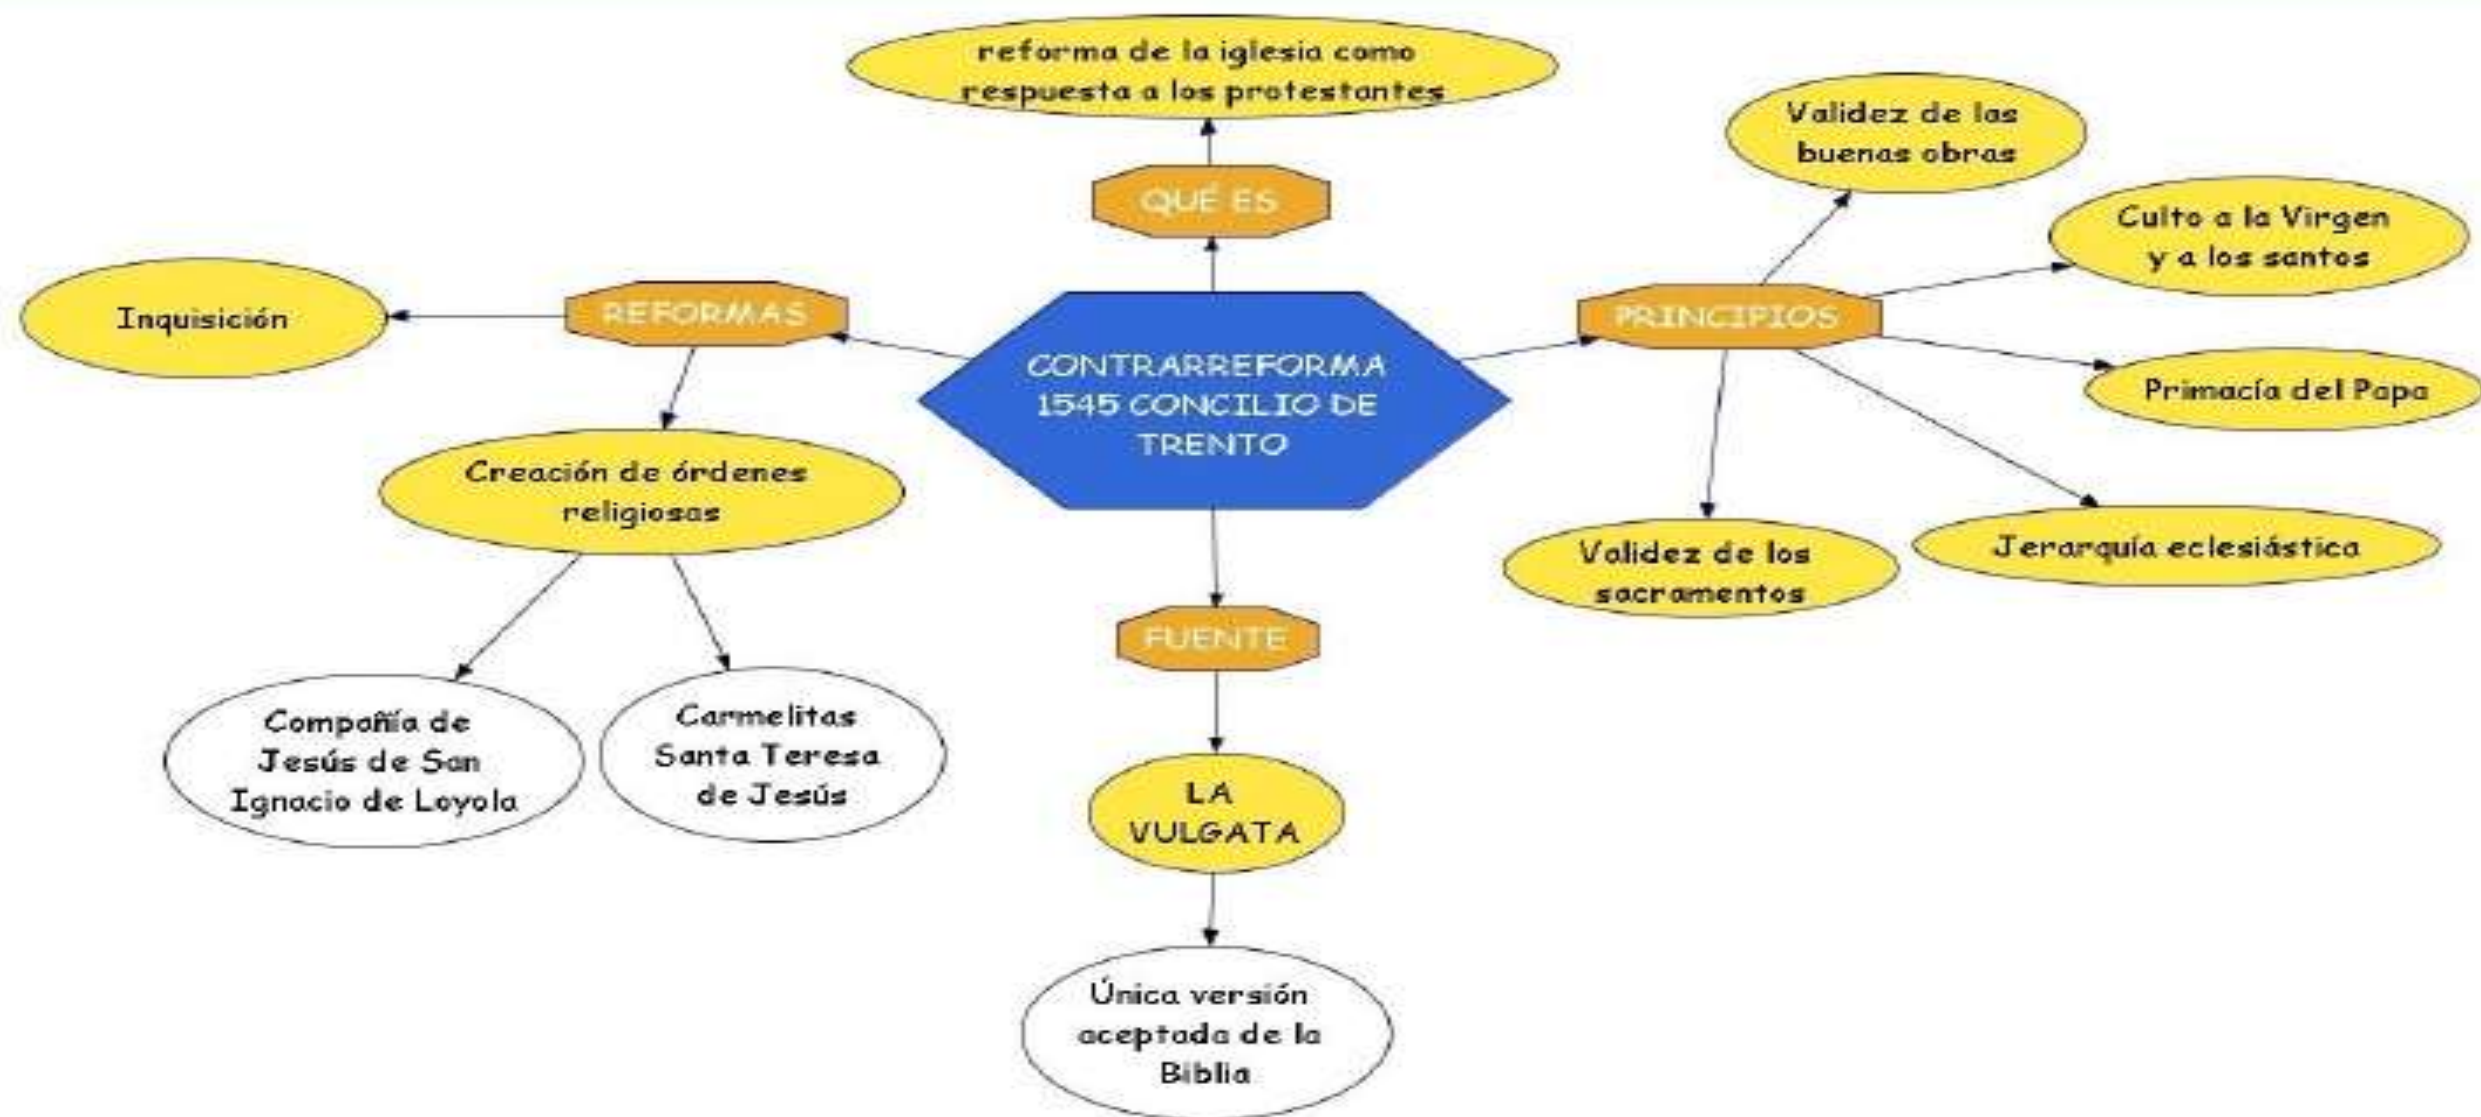 reforma de la iglesia como
respuesta a los protestantes
QUÉ ES
Validez de las
buenas obras
Culto a la Virgen
y a los santos
Inquisición
REFORMAS
PRINCIPIOS
CONTRARREFORMA
1545 CONCILIO DE
TRENTO
Primacía del Papa
Creación de órdenes
religiosas
Validez de los
sacramentos
Jerarquía eclesiástica
FUENTE
Compañía de
Jesús de San
Ignacio de Loyola
Carmelitas
Santa Teresa
de Jesús
LA
VULGATA
Única versión
aceptada de la
Biblia